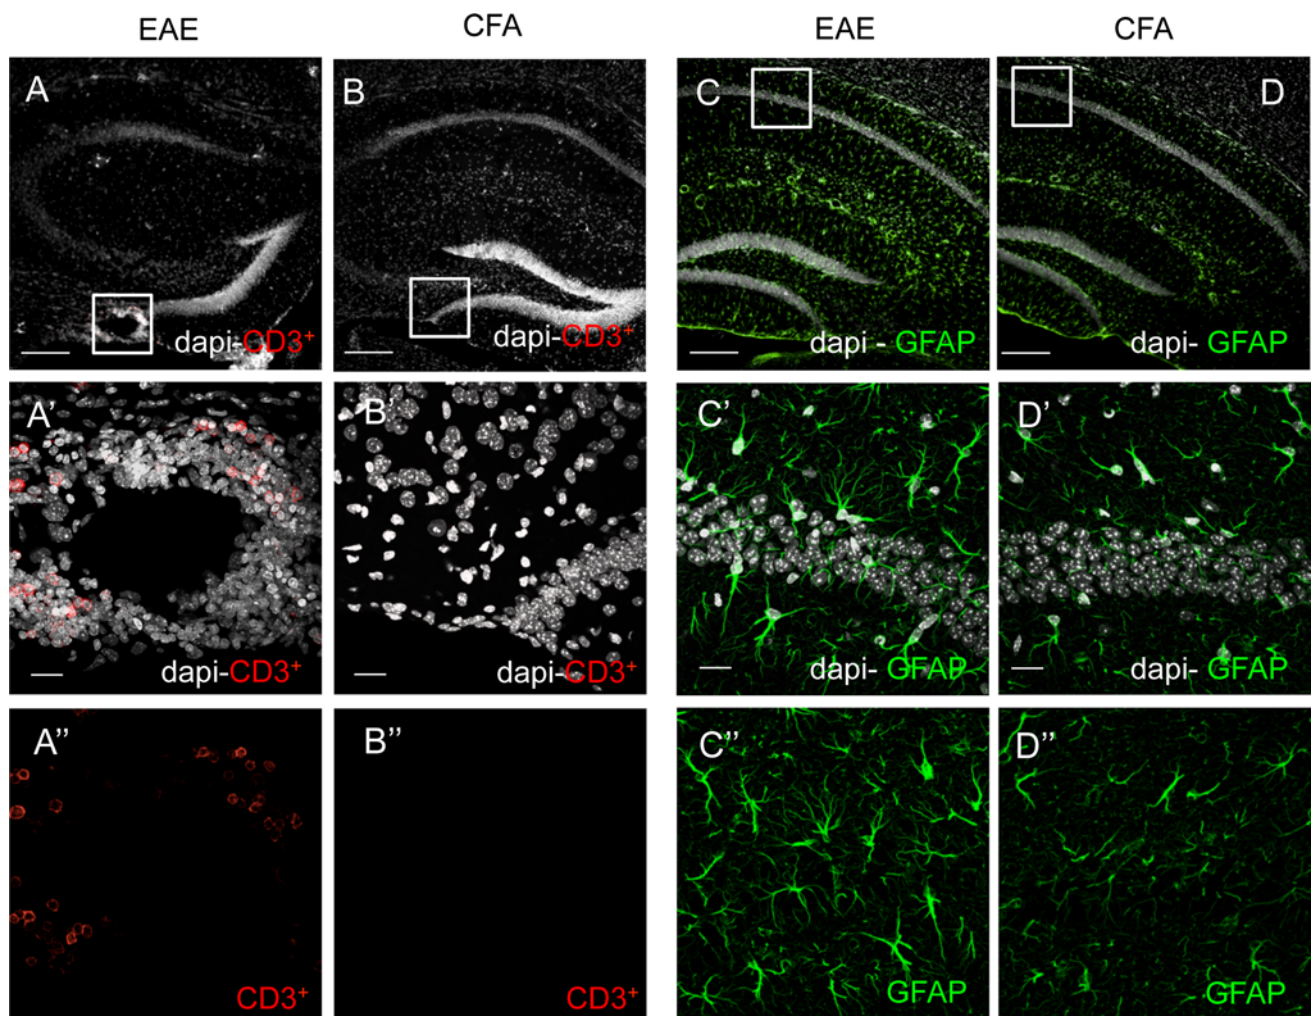 EAE CFA EAE CFA
A B C D
dapi-CD3+ dapi-CD3+ dapi - GFAP dapi- GFAP
A' B' C' D'
dapi-CD3+ dapi-CD3+ dapi- GFAP dapi- GFAP
A" B" C" D"
CD3+ CD3+ GFAP GFAP